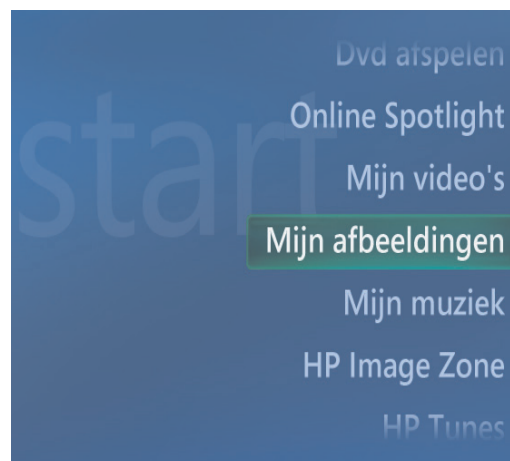 start
Dvd afspelen
Online Spotlight
Mijn video's
Mijn afbeeldingen
Mijn muziek
HP Image Zone
HP Tunes